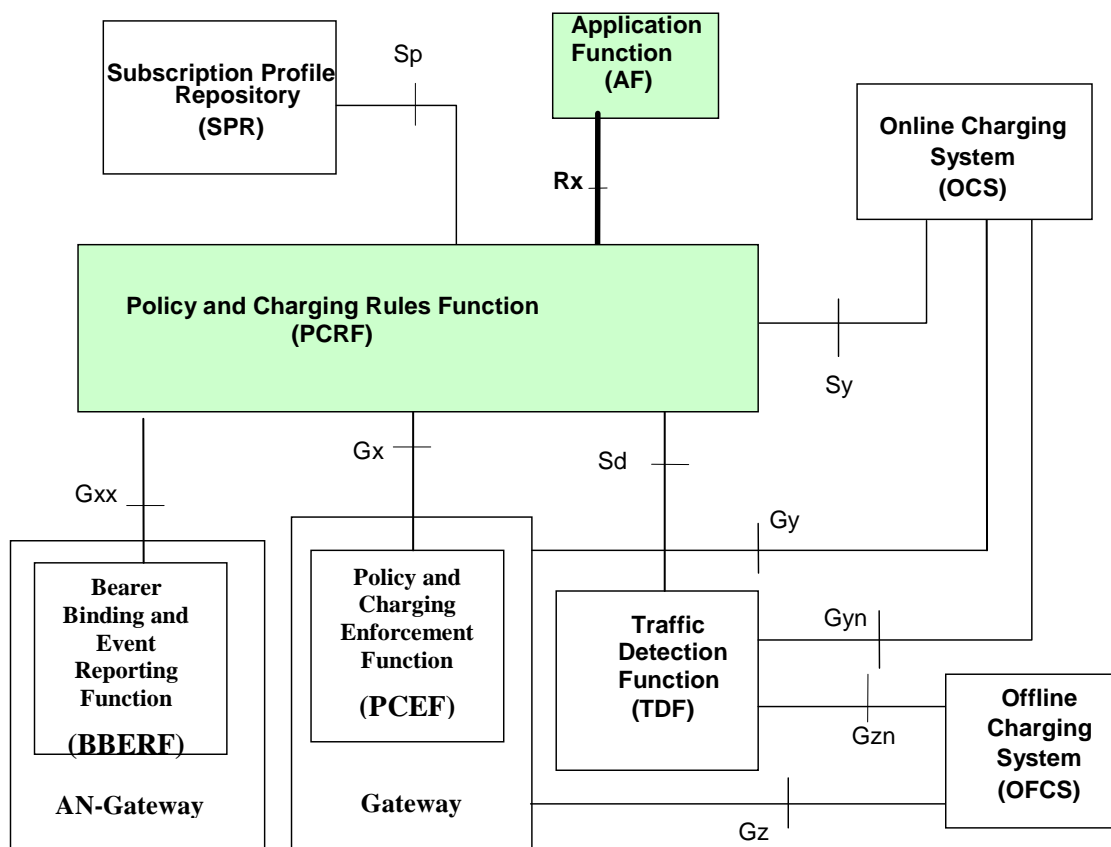 Application
Function
(AF)
Sp
Subscription Profile
Repository
(SPR)
Online Charging
System
(OCS)
Rx
Policy and Charging Rules Function
(PCRF)
Sy
Gx
Sd
Gxx
Gy
Bearer
Binding and
Event
Reporting
Function
(BBERF)
AN-Gateway
Policy and
Charging
Enforcement
Function
(PCEF)
Gateway
Traffic
Detection
Function
(TDF)
Gyn
Gzn
Offline
Charging
System
(OFCS)
Gz